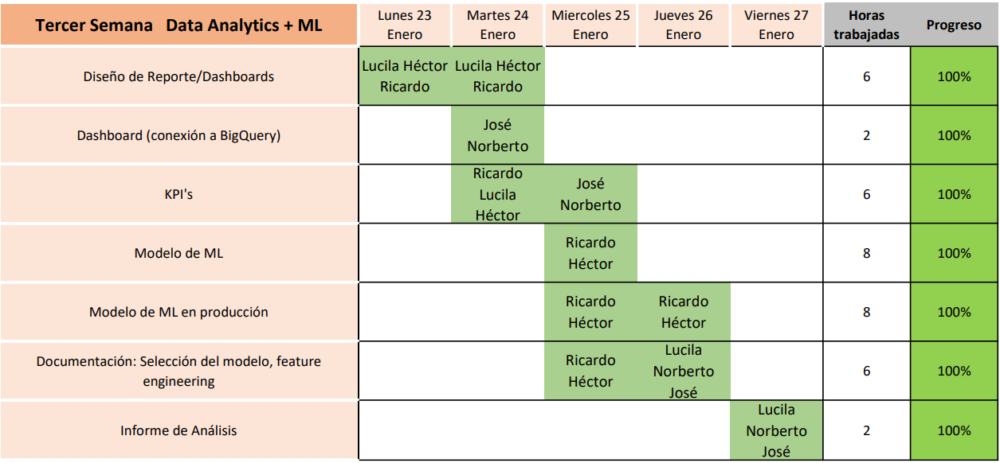 Tercer Semana   Data Analytics + ML
Lunes 23
Enero
Martes 24
Enero
Miercoles 25
Enero
Jueves 26
Enero
Viernes 27
Enero
Horas
trabajadas
Progreso
Diseño de Reporte/Dashboards
Lucila Héctor
Ricardo
Lucila Héctor
Ricardo
6
100%
Dashboard (conexión a BigQuery)
José
Norberto
2
100%
KPI's
Ricardo
Lucila
Héctor
José
Norberto
6
100%
Modelo de ML
Ricardo
Héctor
8
100%
Modelo de ML en producción
Ricardo
Héctor
Ricardo
Héctor
8
100%
Documentación: Selección del modelo, feature
engineering
Ricardo
Héctor
Lucila
Norberto
José
6
100%
Informe de Análisis
Lucila
Norberto
José
2
100%